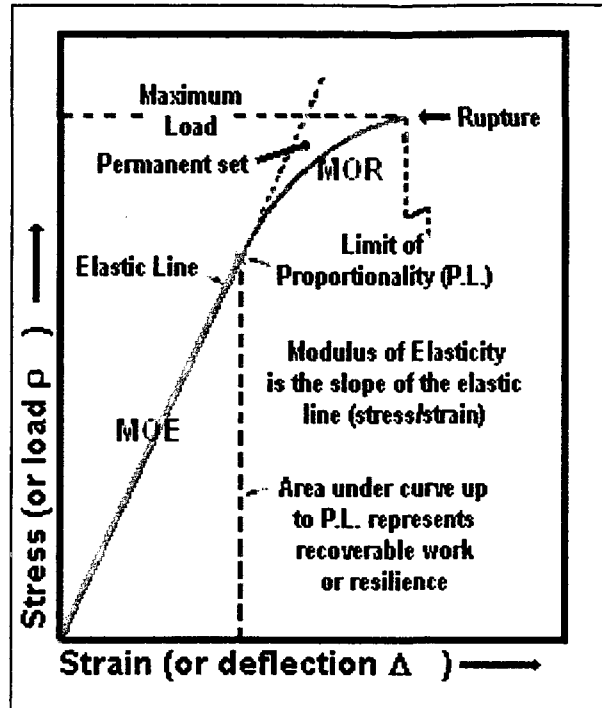 Maximum
Load
Rupture
Permanent set
MOR
Limit of
Proportionality (P.L.)
Elastic Line
Modulus of Elasticity
is the slope of the elastic
line (stress/strain)
MOE
Area under curve up
to P.L. represents
recoverable work
or resilience
Stress (or load p )
Strain (or deflection Δ )